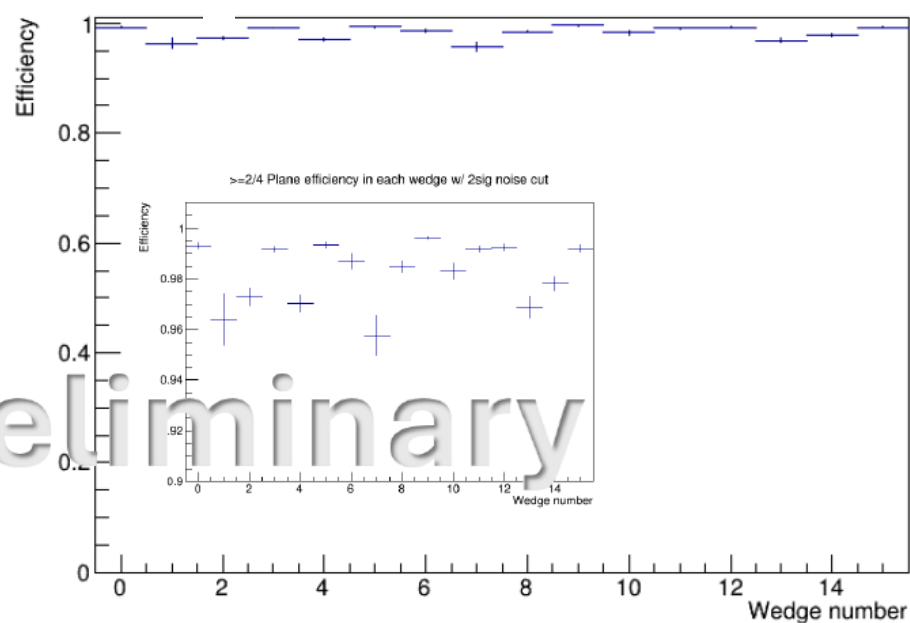 Efficiency
1
0.8
0.6
0.4
0.2
0
0 2 4 6 8 10 12 14
Wedge number
>=2/4 Plane efficiency in each wedge w/ 2sig noise cut
Efficiency
1
0.98
0.96
0.94
0.92
0.9
0 2 4 6 8 10 12 14
Wedge number
eliminary